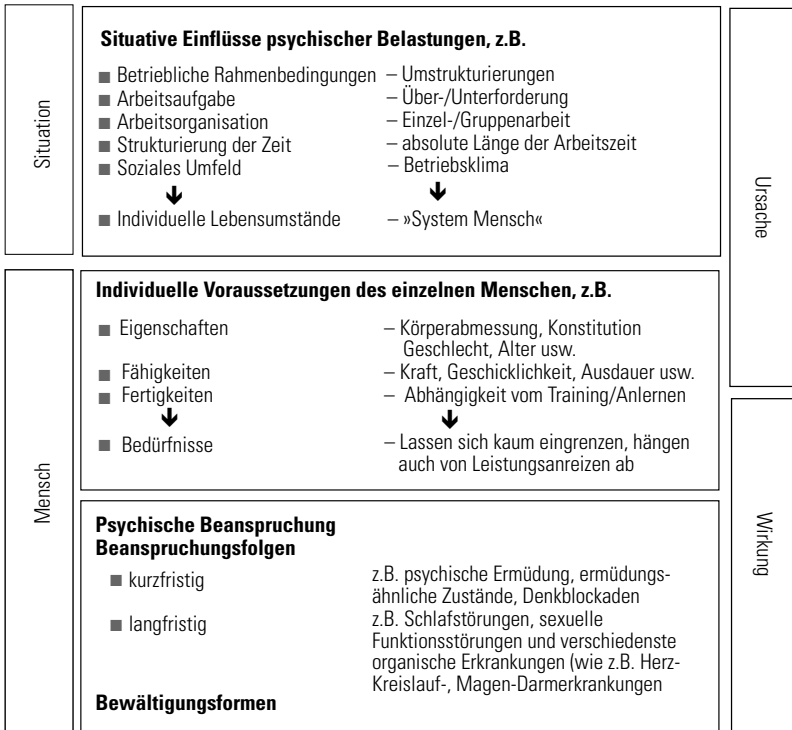 Situation
Situative Einflüsse psychischer Belastungen, z.B.
■ Betriebliche Rahmenbedingungen – Umstrukturierungen
■ Arbeitsaufgabe – Über-/Unterforderung
■ Arbeitsorganisation – Einzel-/Gruppenarbeit
■ Strukturierung der Zeit – absolute Länge der Arbeitszeit
■ Soziales Umfeld – Betriebsklima
■ Individuelle Lebensumstände – »System Mensch«
Ursache
Mensch
Individuelle Voraussetzungen des einzelnen Menschen, z.B.
■ Eigenschaften – Körperabmessung, Konstitution
Geschlecht, Alter usw.
■ Fähigkeiten – Kraft, Geschicklichkeit, Ausdauer usw.
■ Fertigkeiten – Abhängigkeit vom Training/Anlernen
■ Bedürfnisse – Lassen sich kaum eingrenzen, hängen
auch von Leistungsanreizen ab
Wirkung
Psychische Beanspruchung
Beanspruchungsfolgen
■ kurzfristig z.B. psychische Ermüdung, ermüdungs-
ähnliche Zustände, Denkblockaden
■ langfristig z.B. Schlafstörungen, sexuelle
Funktionsstörungen und verschiedenste
organische Erkrankungen (wie z.B. Herz-
Kreislauf-, Magen-Darmerkrankungen
Bewältigungsformen